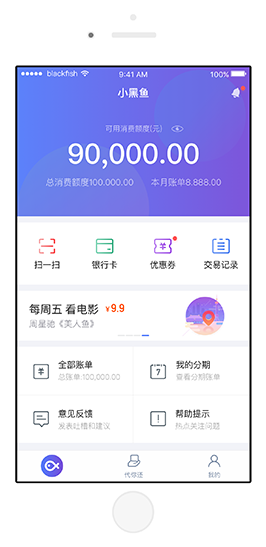 blackfish 9:41 AM 100%
小黑鱼
可用消费额度(元)
90,000.00
总消费额度100,000.00 本月账单8,888.00
扫一扫 银行卡 优惠券 交易记录
每周五 看电影 ¥9.9
周星驰《美人鱼》
全部账单 我的分期
总账单:100,000.00 查看分期账单
意见反馈 帮助提示
发表吐槽和建议 热点关注问题
代你还 我的